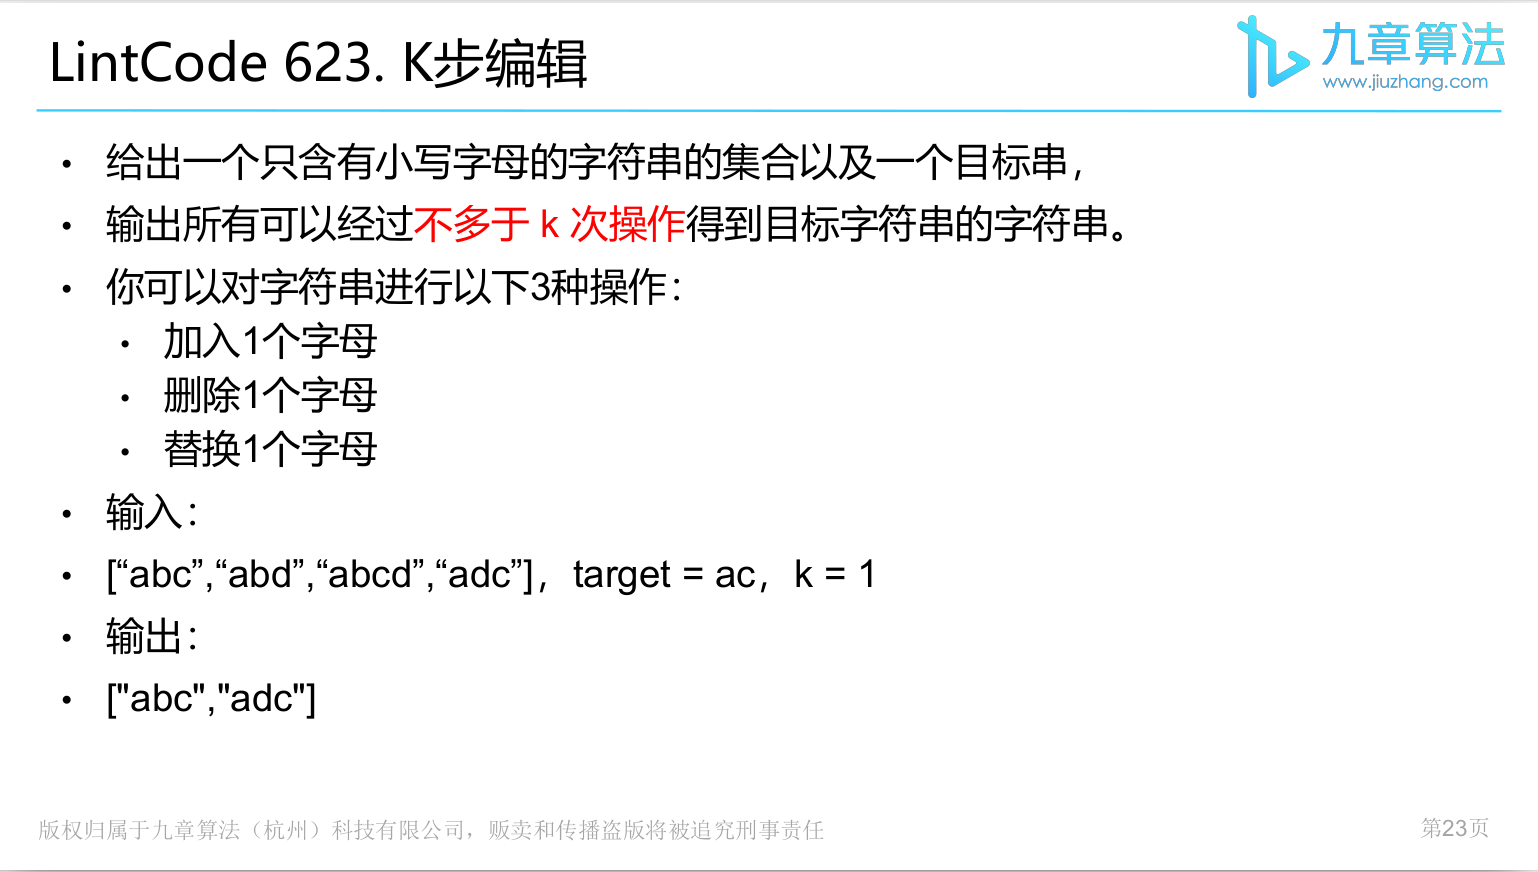 LintCode 623. K步编辑
九章算法
www.jiuzhang.com
• 给出一个只含有小写字母的字符串的集合以及一个目标串，
• 输出所有可以经过不多于 k 次操作得到目标字符串的字符串。
• 你可以对字符串进行以下3种操作：
• 加入1个字母
• 删除1个字母
• 替换1个字母
• 输入：
• [“abc”,“abd”,“abcd”,“adc”]，target = ac，k = 1
• 输出：
• ["abc","adc"]
版权归属于九章算法（杭州）科技有限公司，贩卖和传播盗版将被追究刑事责任
第23页